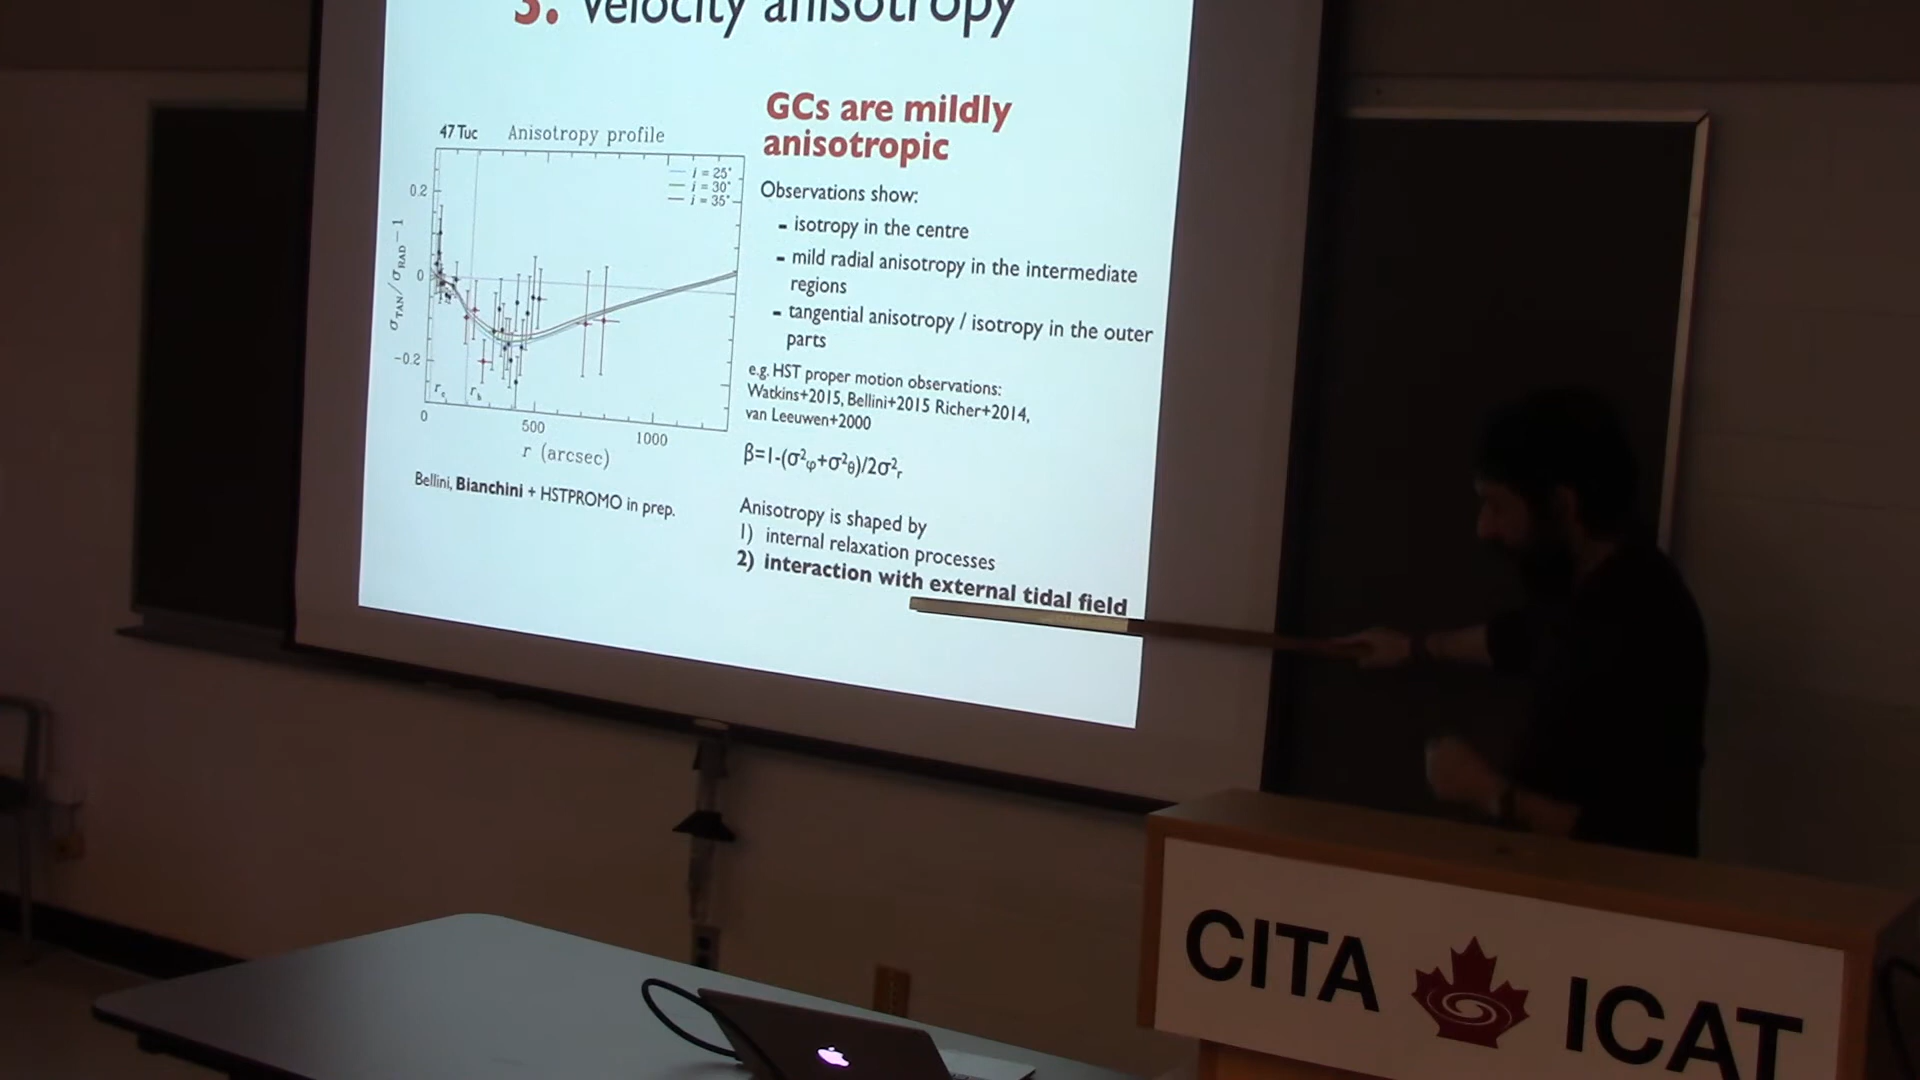 3. Velocity anisotropy
GCs are mildly
anisotropic
47 Tuc Anisotropy profile
i = 25°
i = 30°
i = 35°
0.2
0
−0.2
σTAN/σRAD−1
rc
rh
0
500
1000
r (arcsec)
Bellini, Bianchini + HSTPROMO in prep.
Observations show:
- isotropy in the centre
- mild radial anisotropy in the intermediate
regions
- tangential anisotropy / isotropy in the outer
parts
e.g. HST proper motion observations:
Watkins+2015, Bellini+2015 Richer+2014,
van Leeuwen+2000
β=1-(σ²φ+σ²θ)/2σ²r
Anisotropy is shaped by
1) internal relaxation processes
2) interaction with external tidal field
CITA ICAT